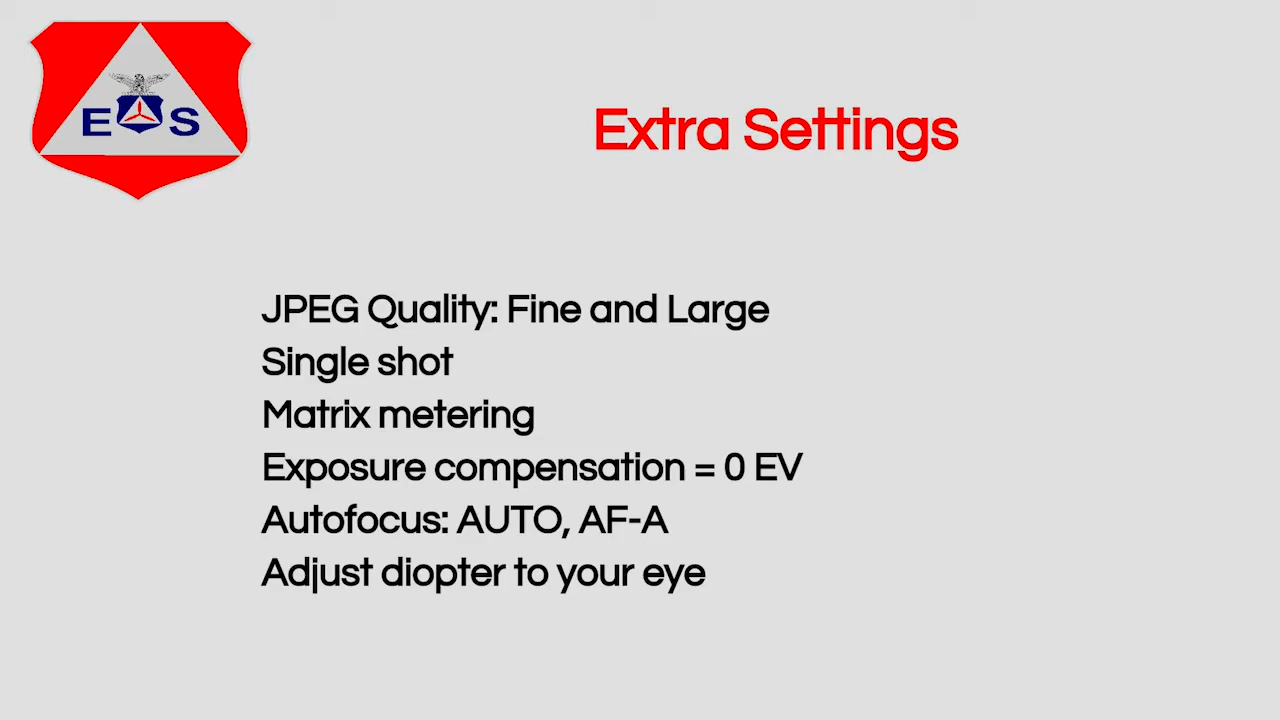 E S
Extra Settings
JPEG Quality: Fine and Large
Single shot
Matrix metering
Exposure compensation = 0 EV
Autofocus: AUTO, AF-A
Adjust diopter to your eye